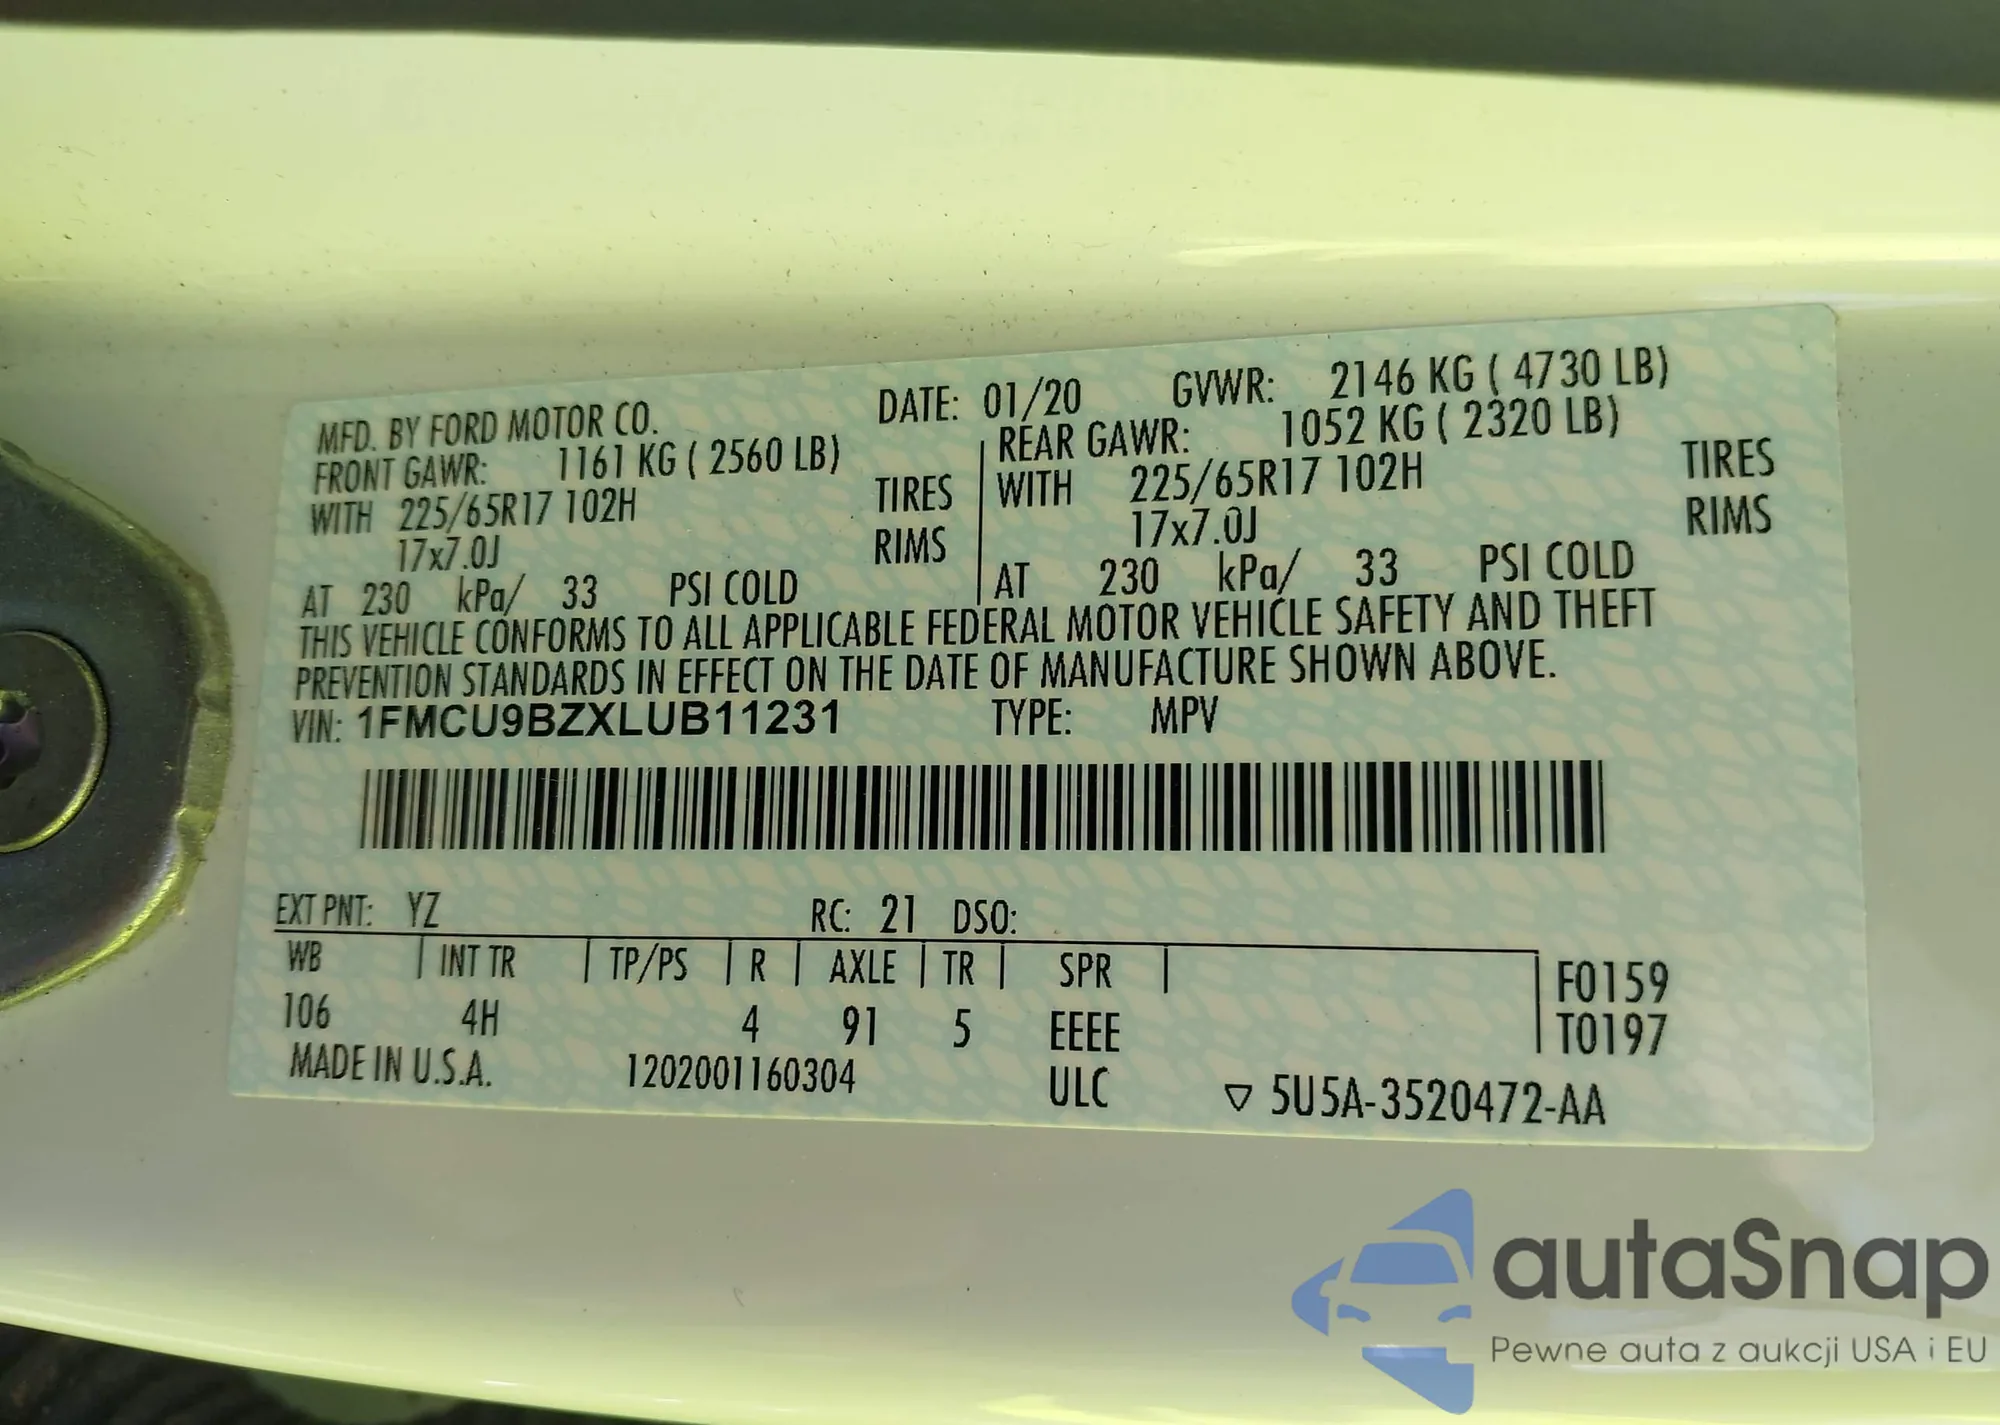 MFD. BY FORD MOTOR CO. DATE: 01/20 GVWR: 2146 KG ( 4730 LB)
FRONT GAWR: 1161 KG ( 2560 LB) REAR GAWR: 1052 KG ( 2320 LB)
WITH 225/65R17 102H TIRES WITH 225/65R17 102H TIRES
17x7.0J RIMS 17x7.0J RIMS
AT 230 kPa/ 33 PSI COLD AT 230 kPa/ 33 PSI COLD
THIS VEHICLE CONFORMS TO ALL APPLICABLE FEDERAL MOTOR VEHICLE SAFETY AND THEFT
PREVENTION STANDARDS IN EFFECT ON THE DATE OF MANUFACTURE SHOWN ABOVE.
VIN: 1FMCU9BZXLUB11231 TYPE: MPV
EXT PNT: YZ RC: 21 DSO:
WB INT TR TP/PS R AXLE TR SPR F0159
106 4H 4 91 5 EEEE T0197
MADE IN U.S.A. 1202001160304 ULC ▽ 5U5A-3520472-AA
autaSnap
Pewne auta z aukcji USA i EU